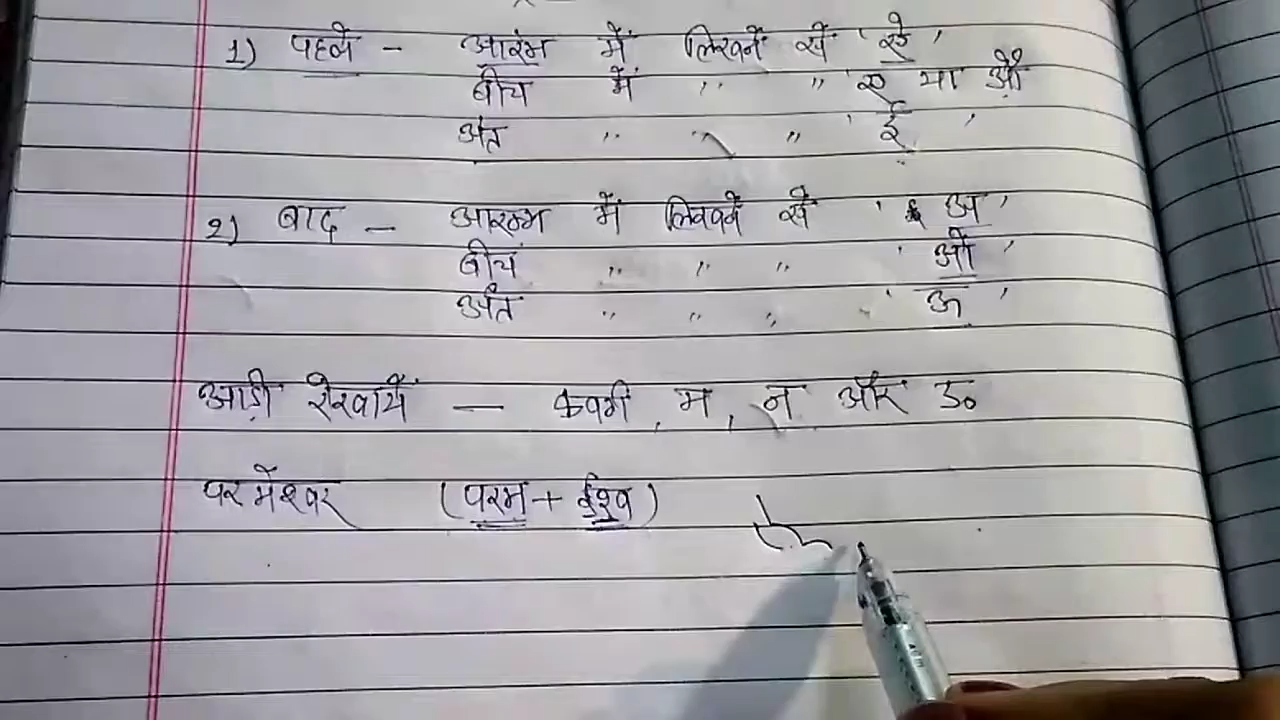 1) पहले - आरंभ में लिखनें सें ' ऐ '
बीच में " " ' ए या औ
अंत " " " ' ई '
2) बाद - आरम्भ में लिखनें सें ' अ '
बीच " " " ' ओ '
अंत " " " ' ऊ '
आड़ी रेखायें — कवर्ग, म, न और ड॰
परमेंश्वर (परम + ईश्व)